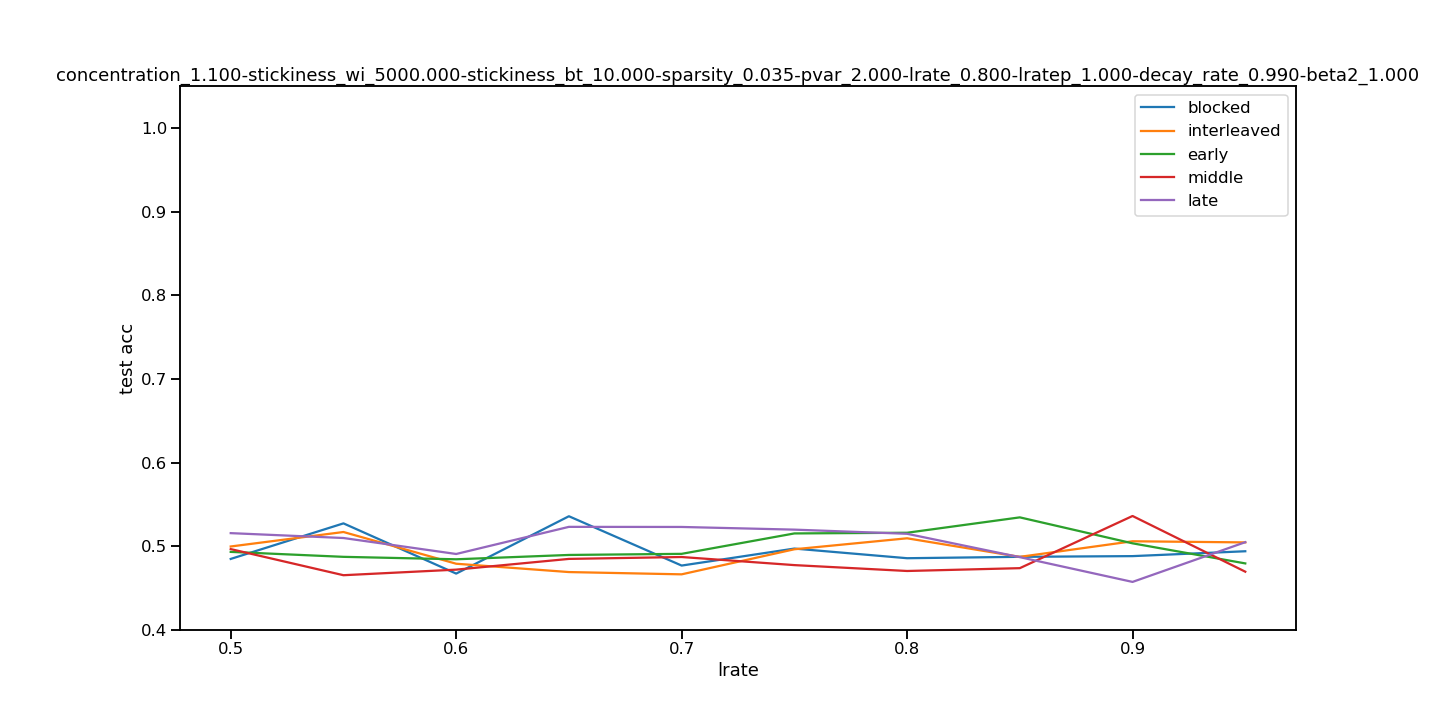 concentration_1.100-stickiness_wi_5000.000-stickiness_bt_10.000-sparsity_0.035-pvar_2.000-lrate_0.800-lratep_1.000-decay_rate_0.990-beta2_1.000
blocked
interleaved
early
middle
late
1.0
0.9
0.8
0.7
0.6
0.5
0.4
test acc
0.5 0.6 0.7 0.8 0.9
lrate